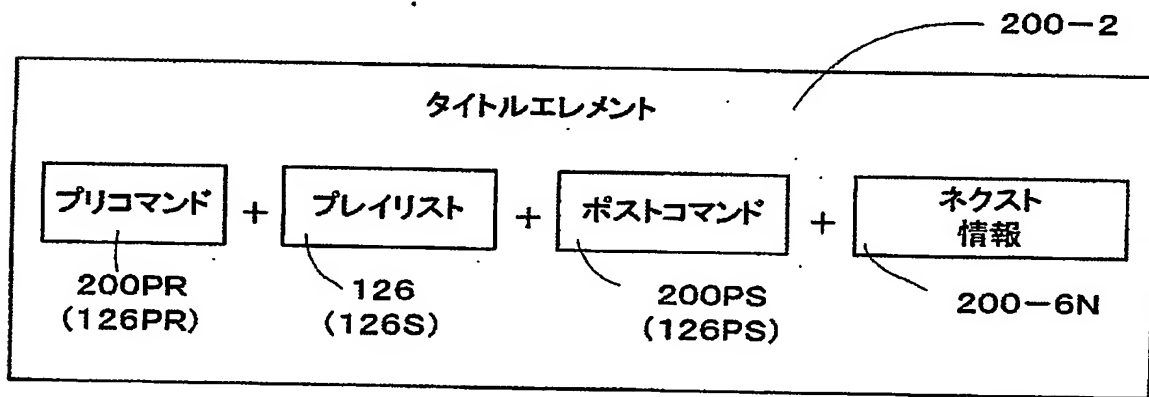 200-2
タイトルエレメント
プリコマンド + プレイリスト + ポストコマンド + ネクスト
情報
200PR
(126PR)
126
(126S)
200PS
(126PS)
200-6N